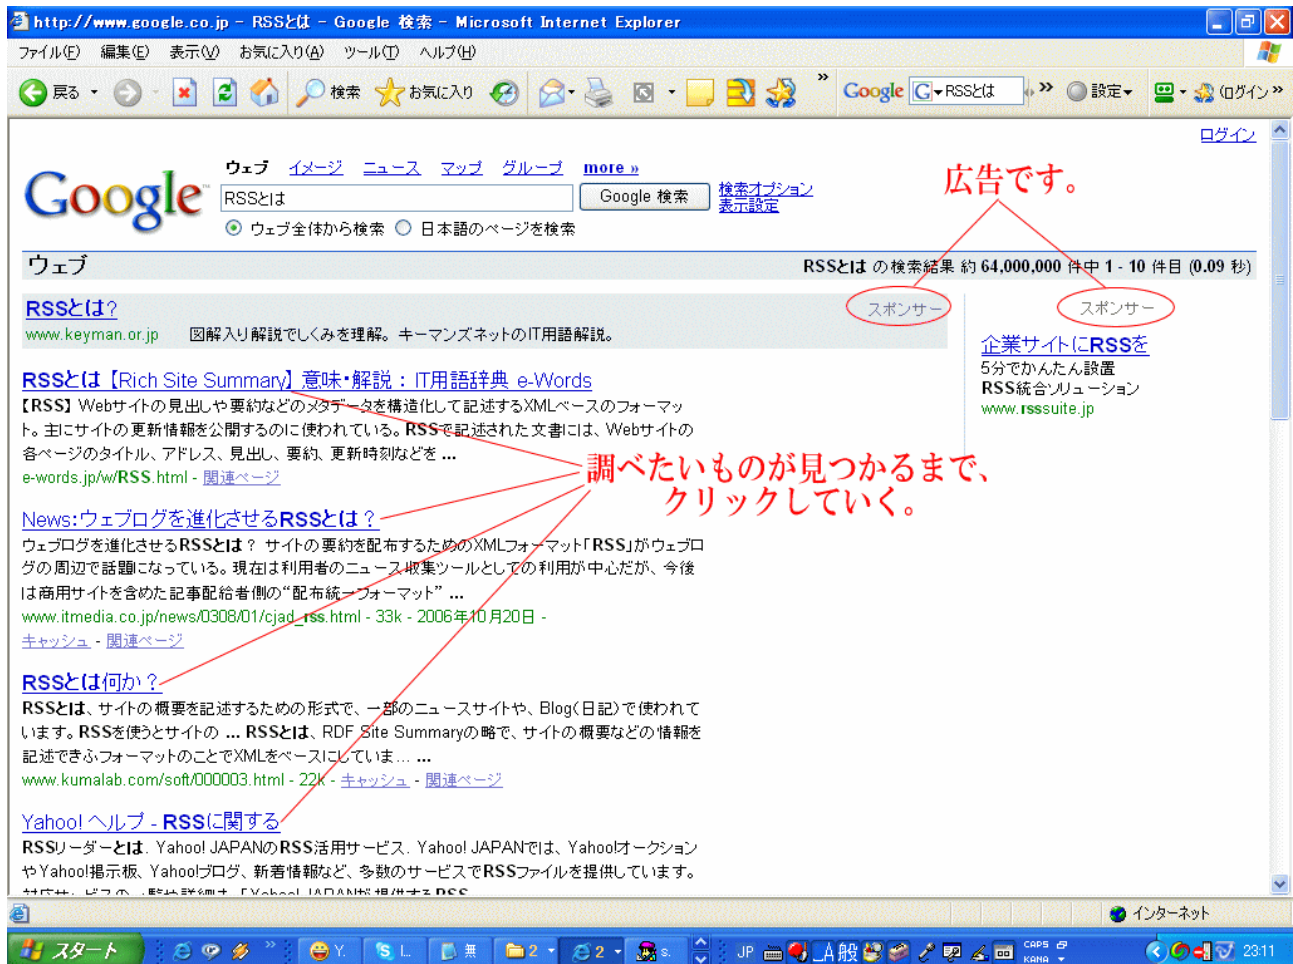 http://www.google.co.jp - RSSとは - Google 検索 - Microsoft Internet Explorer
ファイル(F) 編集(E) 表示(V) お気に入り(A) ツール(T) ヘルプ(H)
戻る 検索 お気に入り » Google G RSSとは » 設定 (ログイン »
ログイン
Google ウェブ イメージ ニュース マップ グループ more »
RSSとは Google 検索 検索オプション
表示設定
ウェブ全体から検索 日本語のページを検索
広告です。
ウェブ RSSとは の検索結果 約 64,000,000 件中 1 - 10 件目 (0.09 秒)
RSSとは? スポンサー
www.keyman.or.jp 図解入り解説でしくみを理解。キーマンズネットのIT用語解説。
スポンサー
企業サイトにRSSを
5分でかんたん設置
RSS統合ソリューション
www.rsssuite.jp
RSSとは 【Rich Site Summary】 意味・解説 : IT用語辞典 e-Words
【RSS】 Webサイトの見出しや要約などのメタデータを構造化して記述するXMLベースのフォーマッ
ト。主にサイトの更新情報を公開するのに使われている。RSSで記述された文書には、Webサイトの
各ページのタイトル、アドレス、見出し、要約、更新時刻などを ...
e-words.jp/w/RSS.html - 関連ページ
調べたいものが見つかるまで、
クリックしていく。
News:ウェブログを進化させるRSSとは？
ウェブログを進化させるRSSとは？ サイトの要約を配布するためのXMLフォーマット「RSS」がウェブロ
グの周辺で話題になっている。現在は利用者のニュース収集ツールとしての利用が中心だが、今後
は商用サイトを含めた記事配給者側の“配布統一フォーマット” ...
www.itmedia.co.jp/news/0308/01/cjad_rss.html - 33k - 2006年10月20日 -
キャッシュ - 関連ページ
RSSとは何か？
RSSとは、サイトの概要を記述するための形式で、一部のニュースサイトや、Blog(日記)で使われて
います。RSSを使うとサイトの ... RSSとは、RDF Site Summaryの略で、サイトの概要などの情報を
記述できふフォーマットのことでXMLをベースにしていま... ...
www.kumalab.com/soft/000003.html - 22k - キャッシュ - 関連ページ
Yahoo! ヘルプ - RSSに関する
RSSリーダーとは. Yahoo! JAPANのRSS活用サービス. Yahoo! JAPANでは、Yahoo!オークション
やYahoo!掲示板、Yahoo!ブログ、新着情報など、多数のサービスでRSSファイルを提供しています。
インターネット
スタート » Y. L. 無 2 2 s. JP A 般 CAPS KANA 23:11